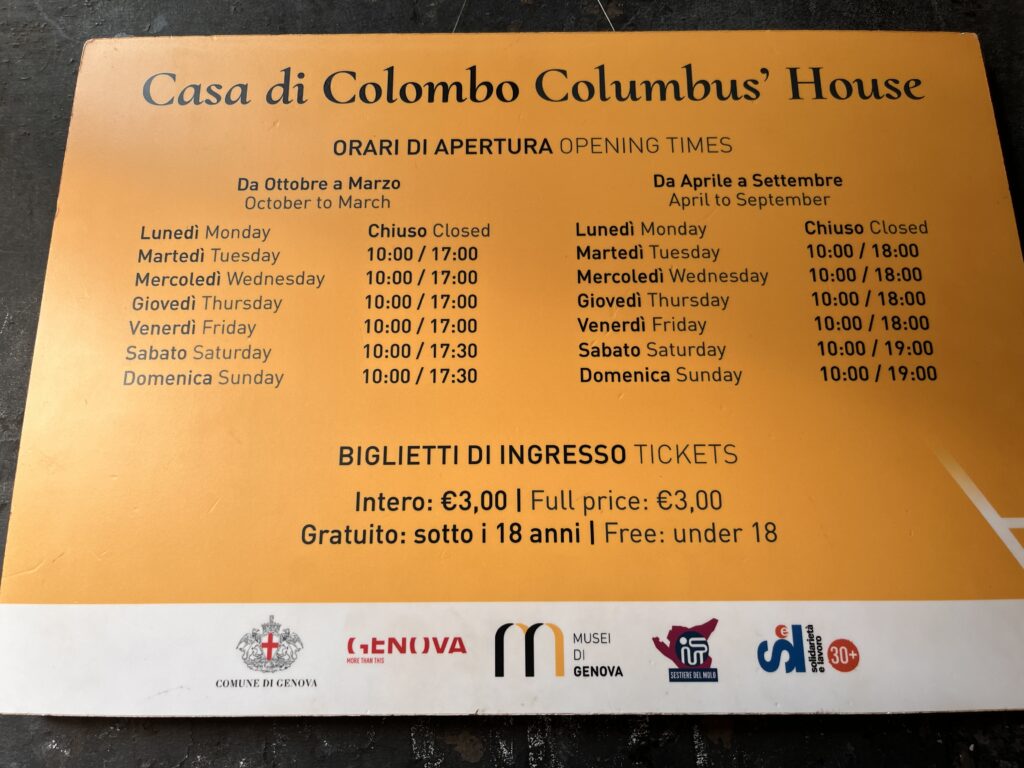 Casa di Colombo Columbus' House
ORARI DI APERTURA OPENING TIMES
Da Ottobre a Marzo
October to March
Lunedì Monday Chiuso Closed
Martedì Tuesday 10:00 / 17:00
Mercoledì Wednesday 10:00 / 17:00
Giovedì Thursday 10:00 / 17:00
Venerdì Friday 10:00 / 17:00
Sabato Saturday 10:00 / 17:30
Domenica Sunday 10:00 / 17:30
Da Aprile a Settembre
April to September
Lunedì Monday Chiuso Closed
Martedì Tuesday 10:00 / 18:00
Mercoledì Wednesday 10:00 / 18:00
Giovedì Thursday 10:00 / 18:00
Venerdì Friday 10:00 / 18:00
Sabato Saturday 10:00 / 19:00
Domenica Sunday 10:00 / 19:00
BIGLIETTI DI INGRESSO TICKETS
Intero: €3,00 | Full price: €3,00
Gratuito: sotto i 18 anni | Free: under 18
COMUNE DI GENOVA
GENOVA
MORE THAN THIS
MUSEI
DI
GENOVA
SESTIERE DEL MOLO
solidarietà
e lavoro
30+